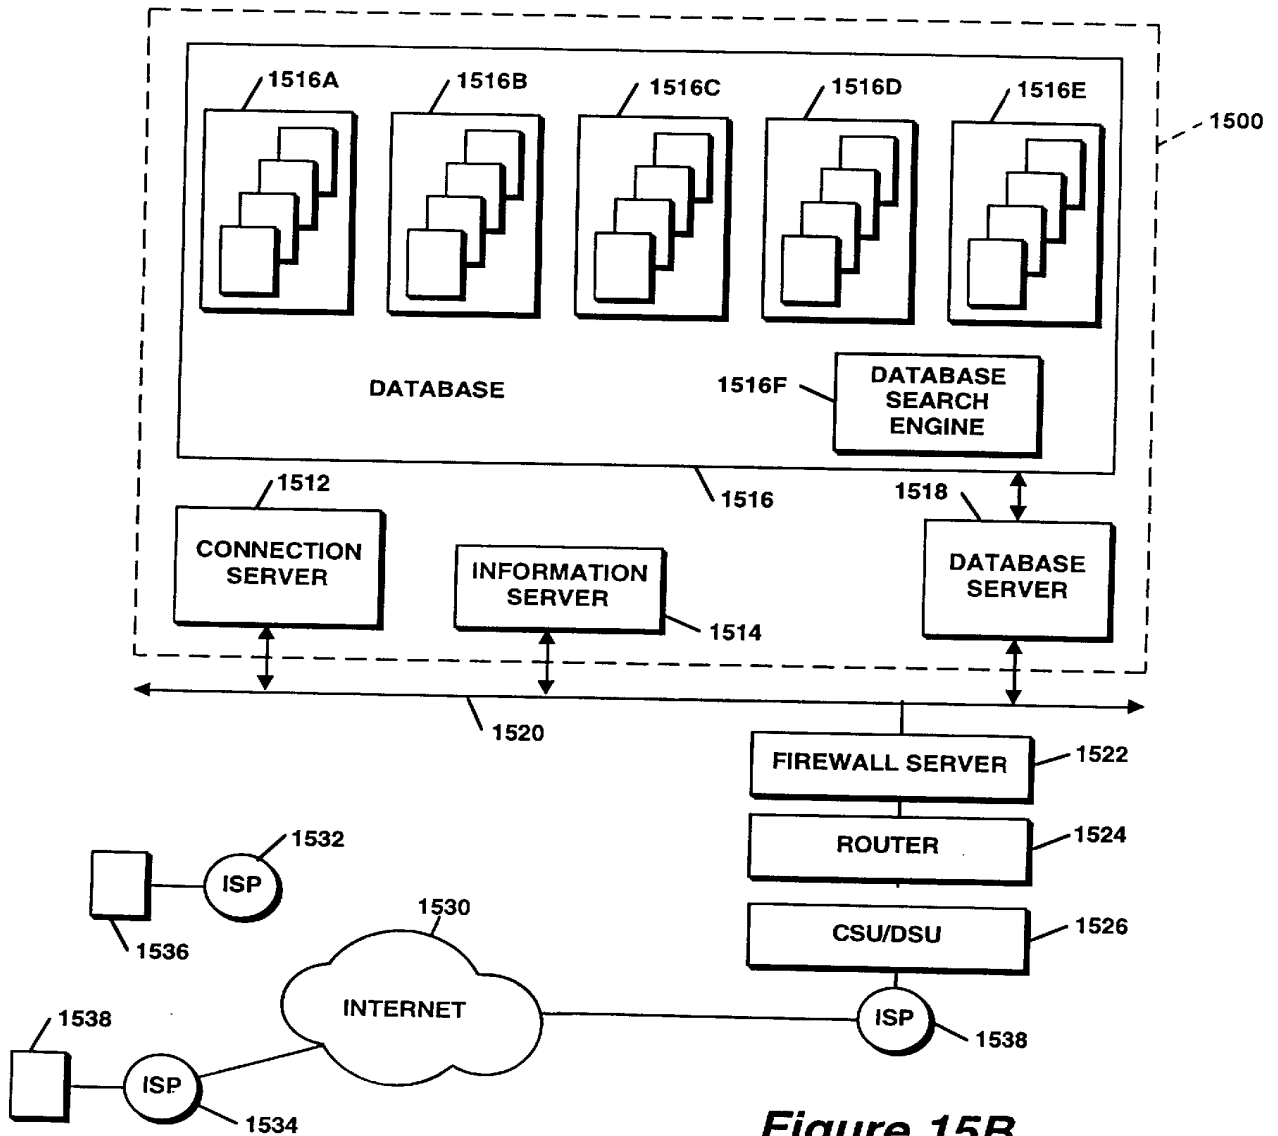 1516A
1516B
1516C
1516D
1516E
1500
DATABASE
1516F
DATABASE
SEARCH
ENGINE
1512
1516
1518
CONNECTION
SERVER
INFORMATION
SERVER
1514
DATABASE
SERVER
1520
FIREWALL SERVER
1522
ROUTER
1524
1532
ISP
1536
1530
CSU/DSU
1526
INTERNET
ISP
1538
1538
ISP
1534
Figure 15B